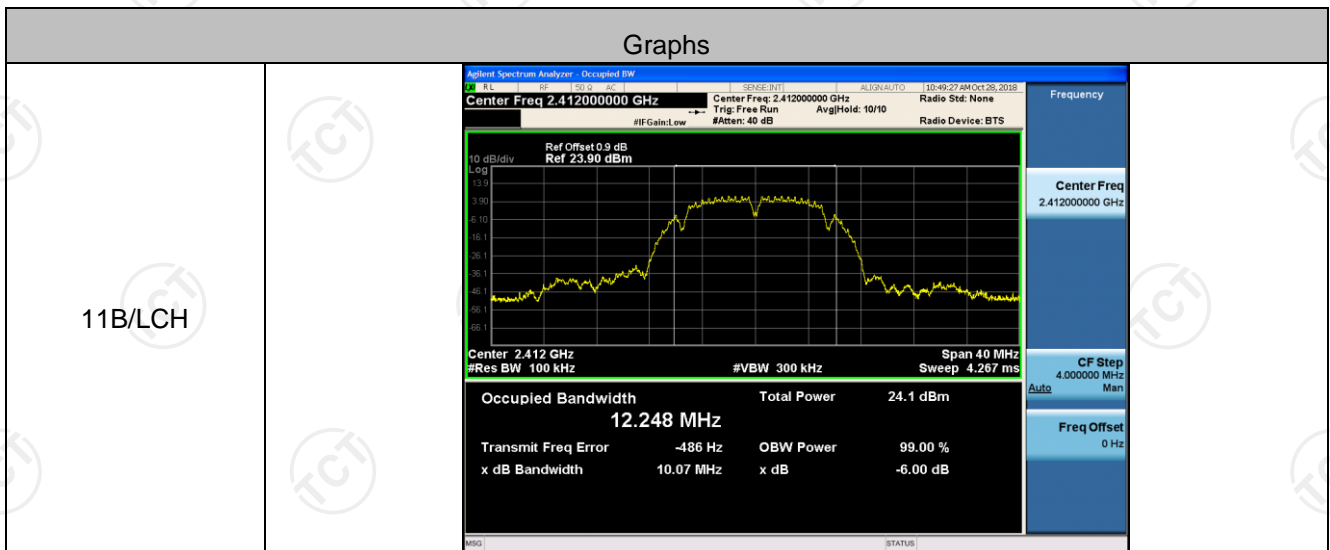 Graphs
11B/LCH
Agilent Spectrum Analyzer - Occupied BW
RL RF 50 Ω AC SENSE:INT ALIGNAUTO 10:49:27 AM Oct 28, 2018
Center Freq 2.412000000 GHz
Center Freq: 2.412000000 GHz
Radio Std: None
Trig: Free Run Avg|Hold: 10/10
#IFGain:Low #Atten: 40 dB Radio Device: BTS
Ref Offset 0.9 dB
10 dB/div Ref 23.90 dBm
Log
13.9
3.90
-6.10
-16.1
-26.1
-36.1
-46.1
-56.1
-66.1
Center 2.412 GHz Span 40 MHz
#Res BW 100 kHz #VBW 300 kHz Sweep 4.267 ms
Occupied Bandwidth Total Power 24.1 dBm
12.248 MHz
Transmit Freq Error -486 Hz OBW Power 99.00 %
x dB Bandwidth 10.07 MHz x dB -6.00 dB
MSG STATUS
Frequency
Center Freq
2.412000000 GHz
CF Step
4.000000 MHz
Auto Man
Freq Offset
0 Hz
TCT
TCT
TCT
TCT
TCT